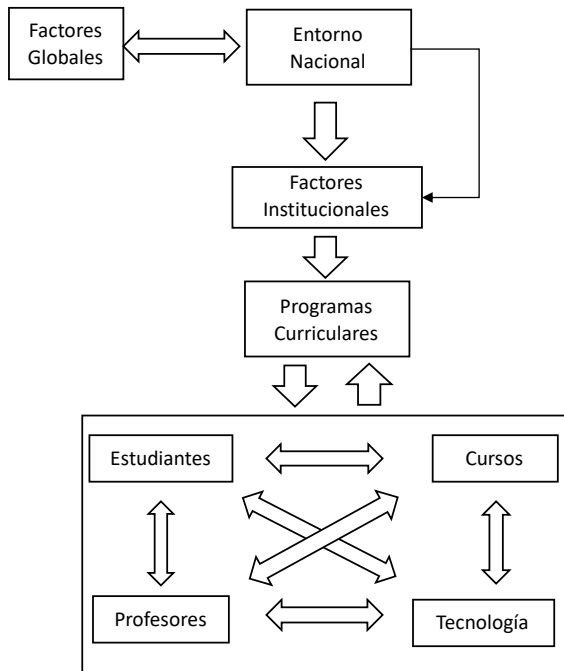 Factores
Globales
Entorno
Nacional
Factores
Institucionales
Programas
Curriculares
Estudiantes
Cursos
Profesores
Tecnología